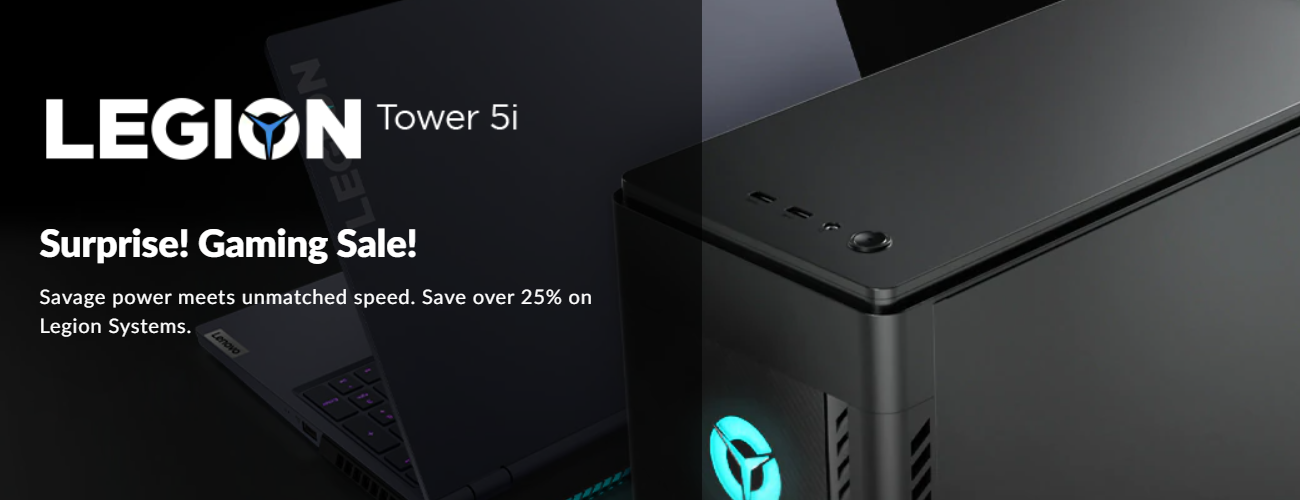 LEGION Tower 5i
LEGION
Surprise! Gaming Sale!
Savage power meets unmatched speed. Save over 25% on
Legion Systems.
Lenovo